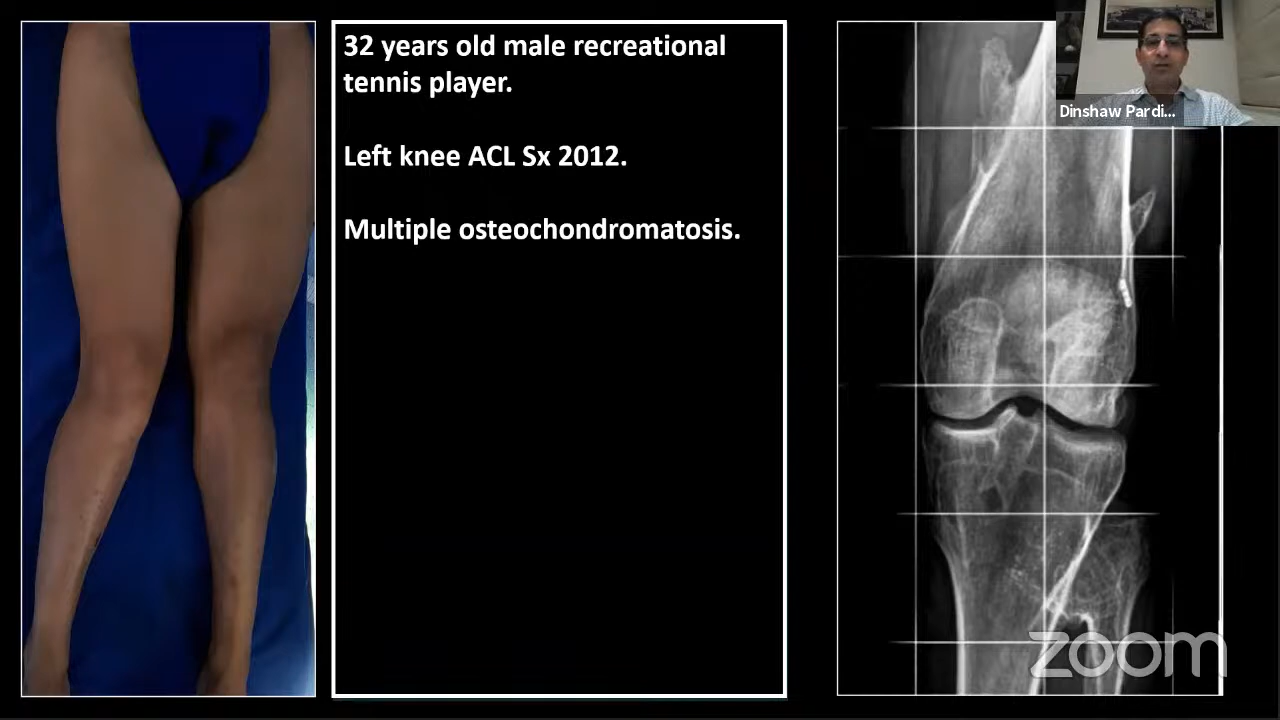 32 years old male recreational
tennis player.
Left knee ACL Sx 2012.
Multiple osteochondromatosis.
Dinshaw Pardi...
zoom